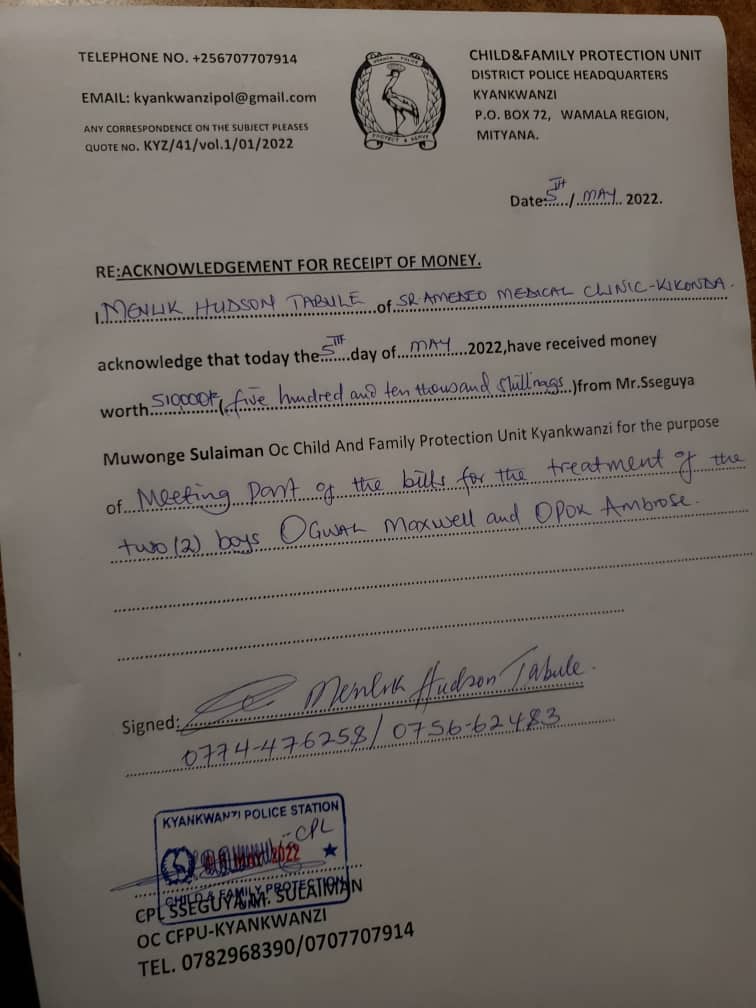 TELEPHONE NO. +256707707914
EMAIL: kyankwanzipol@gmail.com
ANY CORRESPONDENCE ON THE SUBJECT PLEASES
QUOTE NO. KYZ/41/vol.1/01/2022
PROTECT & SERVE
CHILD&FAMILY PROTECTION UNIT
DISTRICT POLICE HEADQUARTERS
KYANKWANZI
P.O. BOX 72, WAMALA REGION,
MITYANA.
Date:5TH/MAY 2022.
RE:ACKNOWLEDGEMENT FOR RECEIPT OF MONEY.
I, MENLIK HUDSON TABULE of SR AMEDEO MEDICAL CLINIC-KIKONDA.
acknowledge that today the 5TH day of MAY 2022,have received money
worth 510000/= (five hundred and ten thousand shillings)from Mr.Sseguya
Muwonge Sulaiman Oc Child And Family Protection Unit Kyankwanzi for the purpose
of Meeting part of the bills for the treatment of the
two (2) boys OGWAL Maxwell and OPOK Ambrose.
Signed: Menlik Hudson Tabule.
0774-476258/ 0756-62483
KYANKWANZI POLICE STATION
CPL
MAY 2022
CHILD & FAMILY PROTECTION
CPL SSEGUYA.M. SULAIMAN
OC CFPU-KYANKWANZI
TEL. 0782968390/0707707914